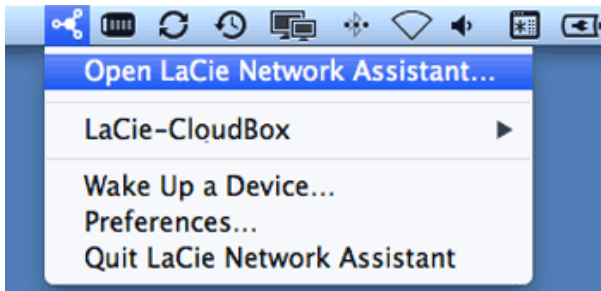 Open LaCie Network Assistant...
LaCie-CloudBox
Wake Up a Device...
Preferences...
Quit LaCie Network Assistant